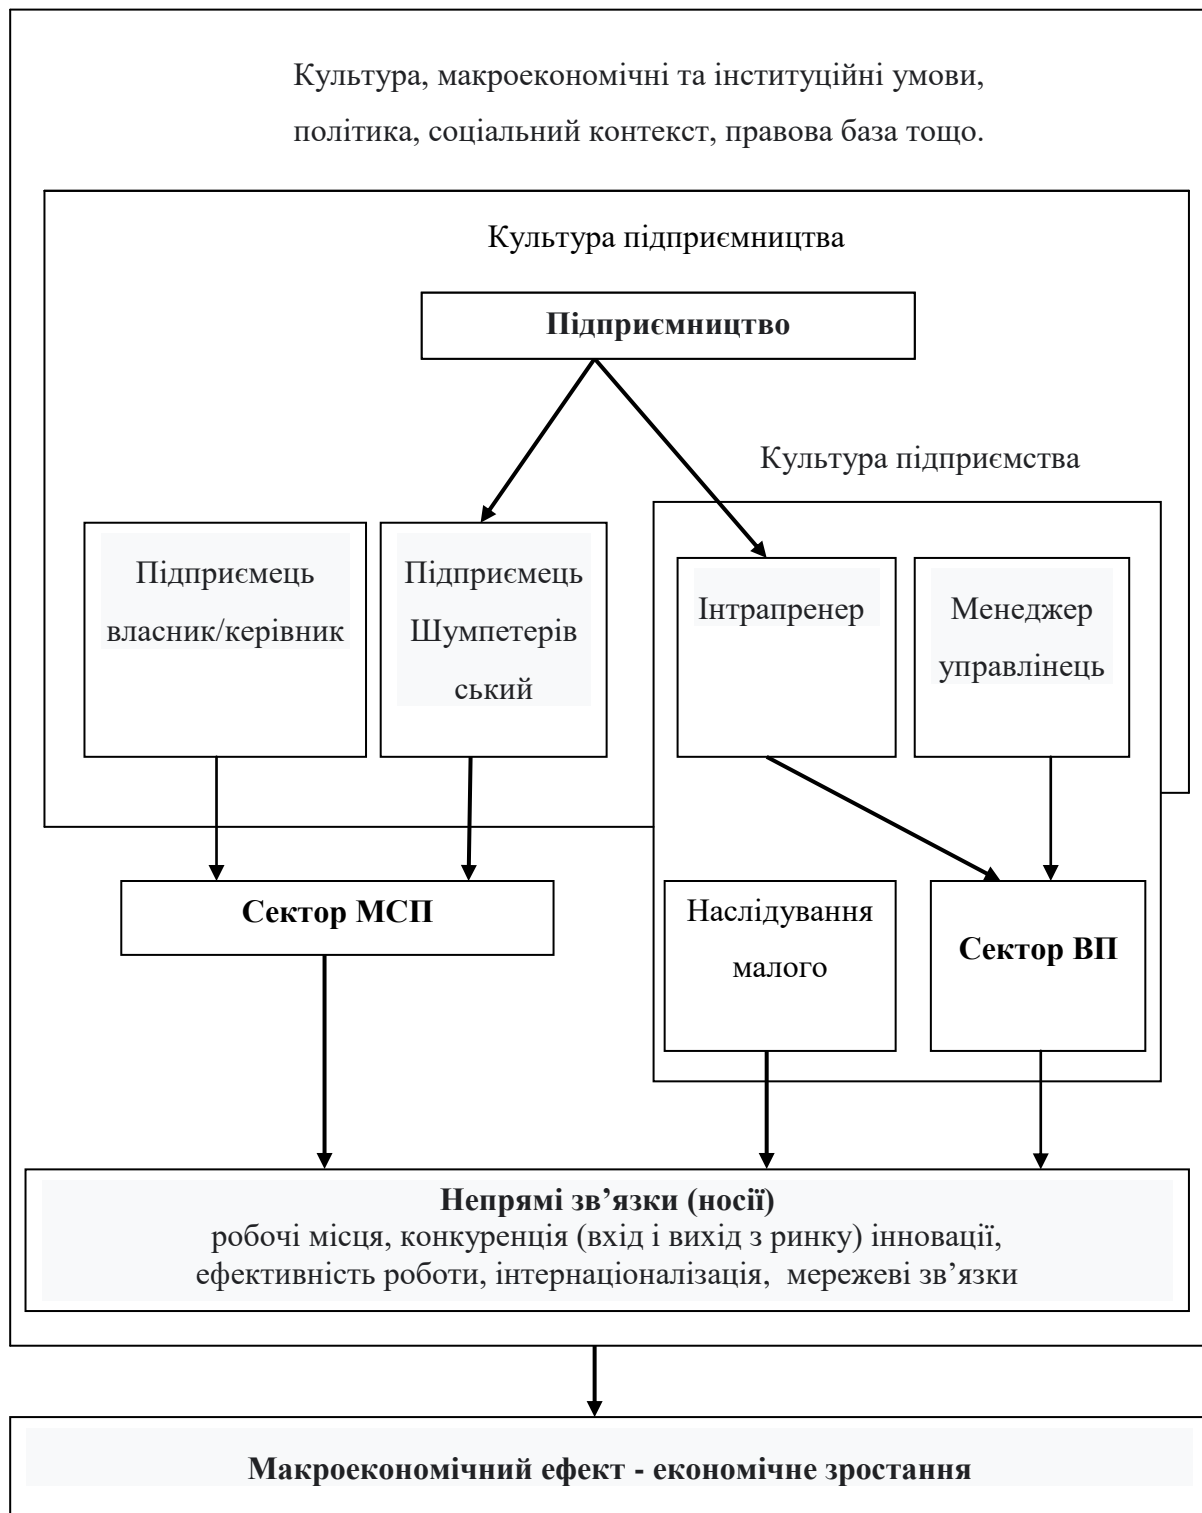 Культура, макроекономічні та інституційні умови,
політика, соціальний контекст, правова база тощо.
Культура підприємництва
Підприємництво
Культура підприємства
Підприємець
власник/керівник
Підприємець
Шумпетерів
ський
Інтрапренер
Менеджер
управлінець
Сектор МСП
Наслідування
малого
Сектор ВП
Непрямі зв’язки (носії)
робочі місця, конкуренція (вхід і вихід з ринку) інновації,
ефективність роботи, інтернаціоналізація, мережеві зв’язки
Макроекономічний ефект - економічне зростання